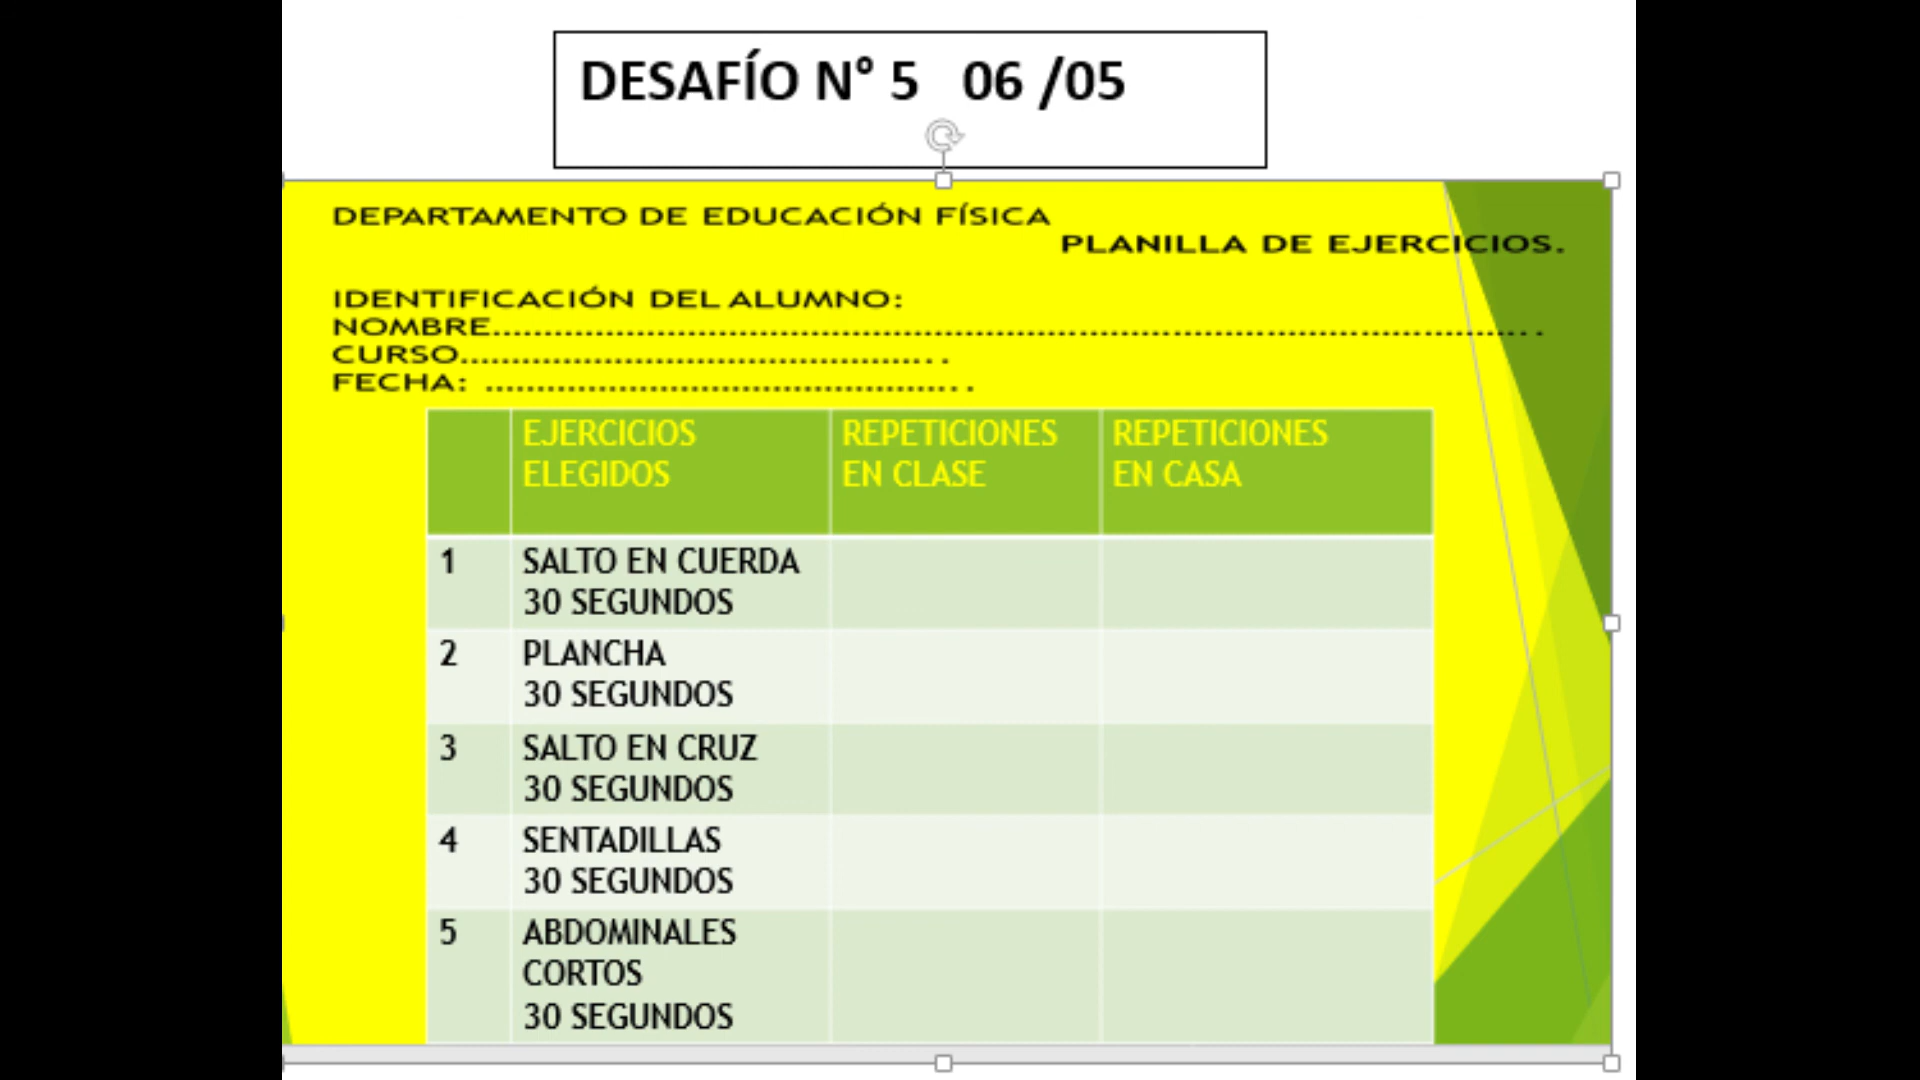 DESAFÍO N° 5 06 /05
DEPARTAMENTO DE EDUCACIÓN FÍSICA
PLANILLA DE EJERCICIOS.
IDENTIFICACIÓN DEL ALUMNO:
NOMBRE..........................................................................................................
CURSO.................................................
FECHA: .................................................
EJERCICIOS ELEGIDOS
REPETICIONES EN CLASE
REPETICIONES EN CASA
1 SALTO EN CUERDA
30 SEGUNDOS
2 PLANCHA
30 SEGUNDOS
3 SALTO EN CRUZ
30 SEGUNDOS
4 SENTADILLAS
30 SEGUNDOS
5 ABDOMINALES
CORTOS
30 SEGUNDOS